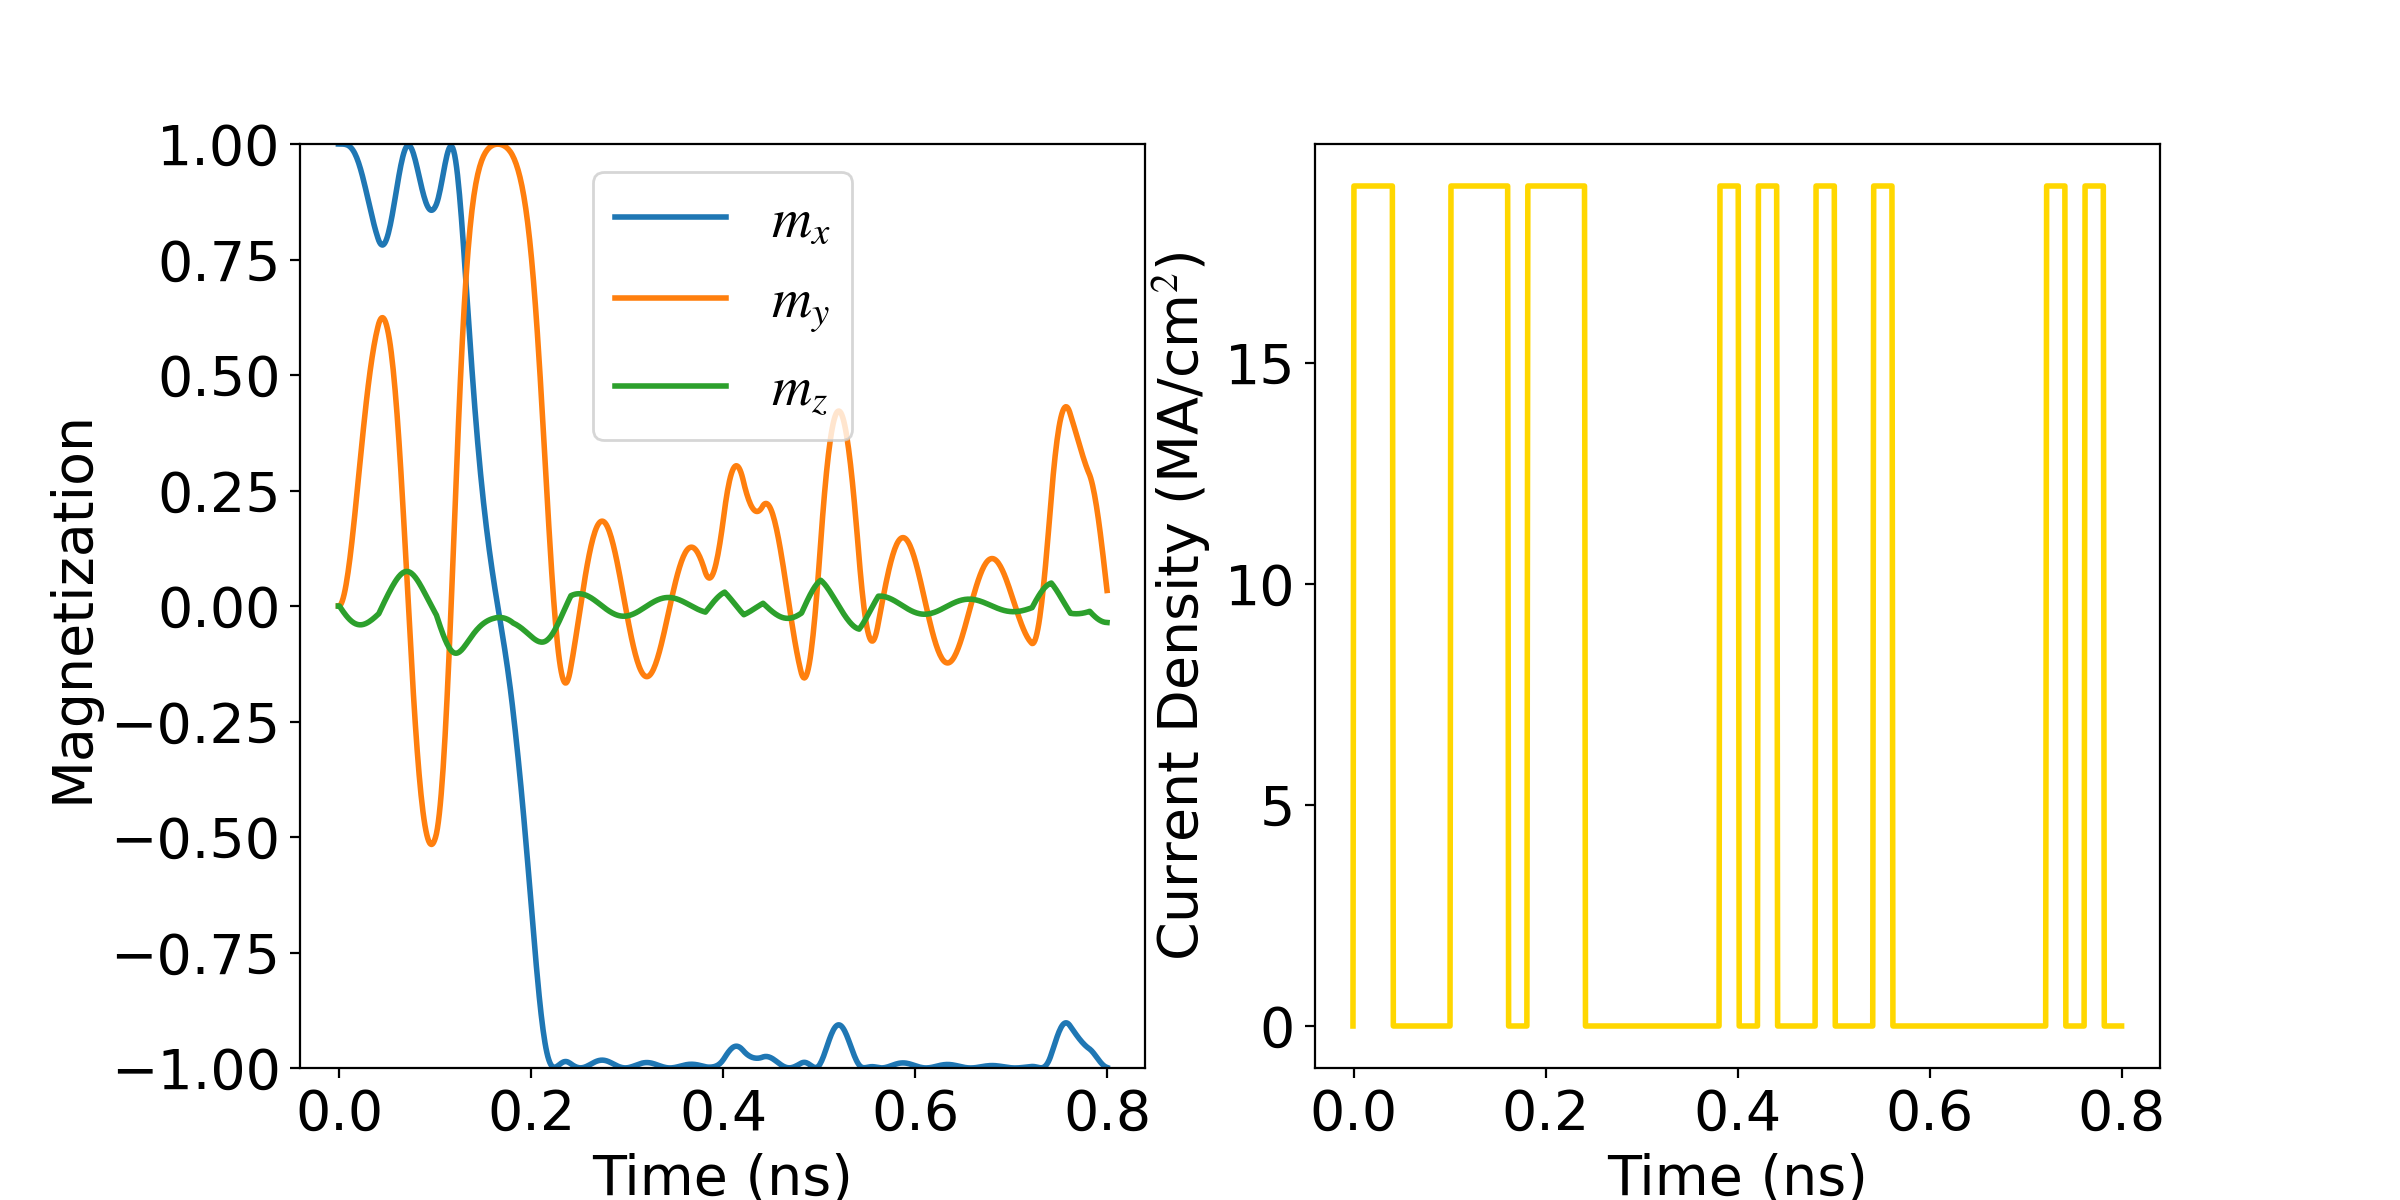 1.00
0.75
0.50
0.25
0.00
−0.25
−0.50
−0.75
−1.00
Magnetization
0.0 0.2 0.4 0.6 0.8
Time (ns)
m_x
m_y
m_z
Current Density (MA/cm²)
15
10
5
0
0.0 0.2 0.4 0.6 0.8
Time (ns)